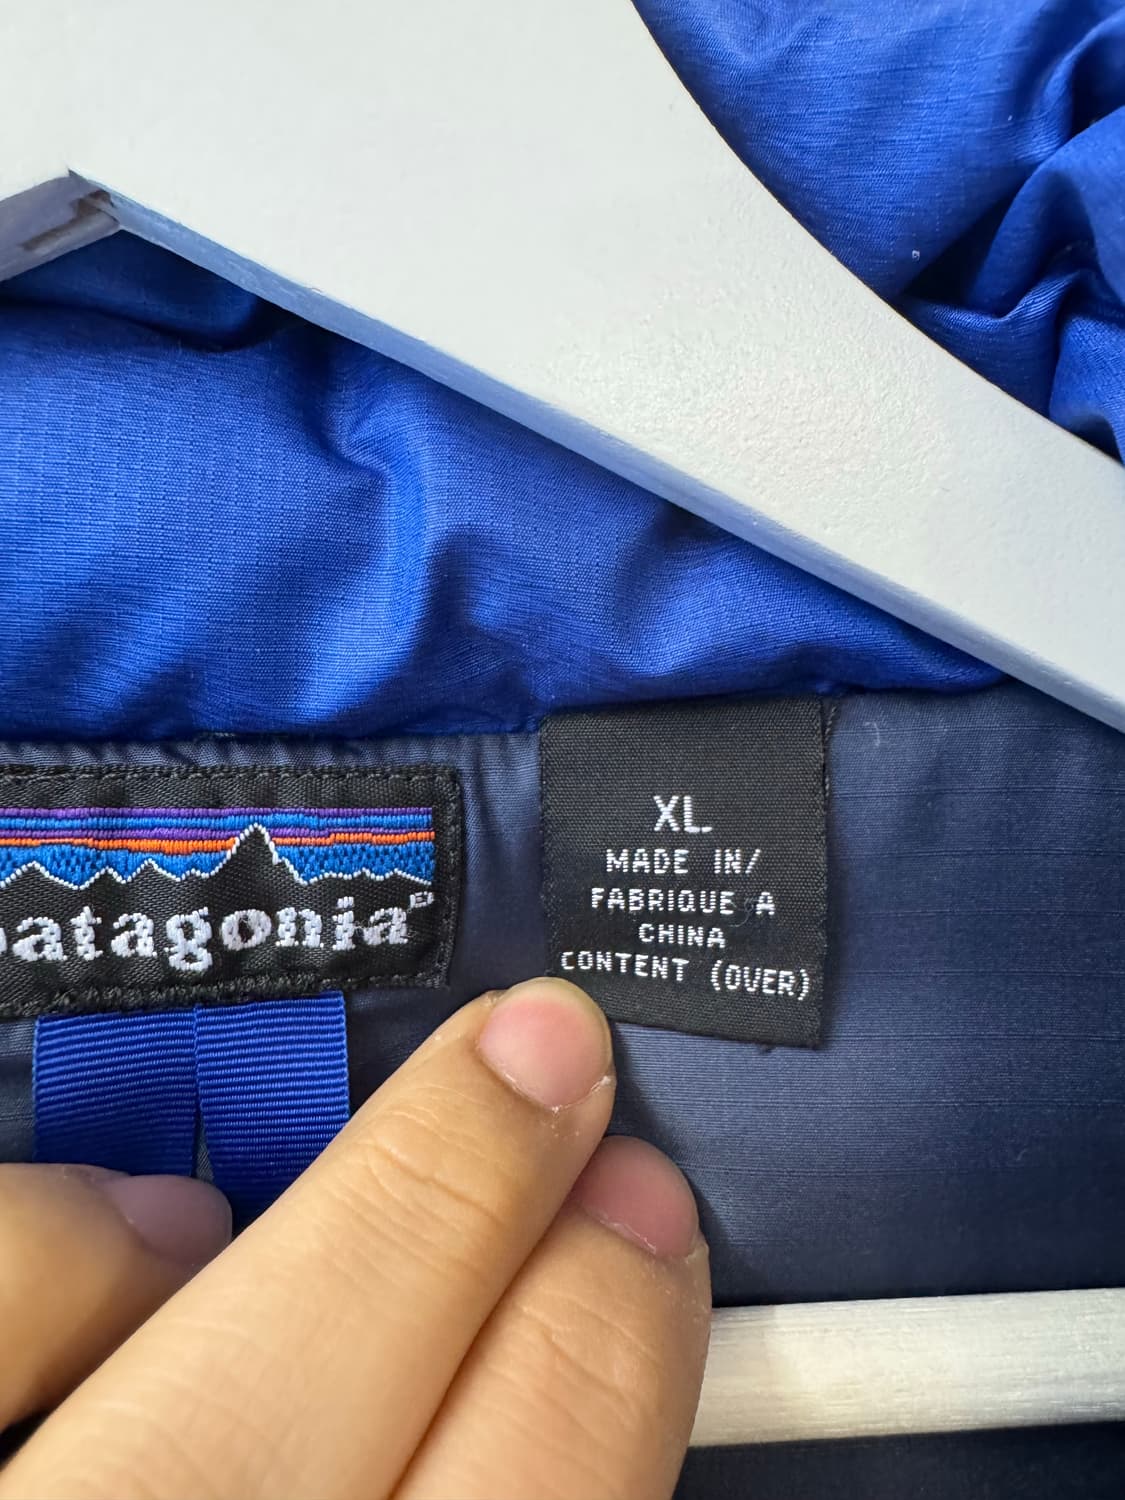 patagonia®
XL
MADE IN/
FABRIQUE A
CHINA
CONTENT (OVER)